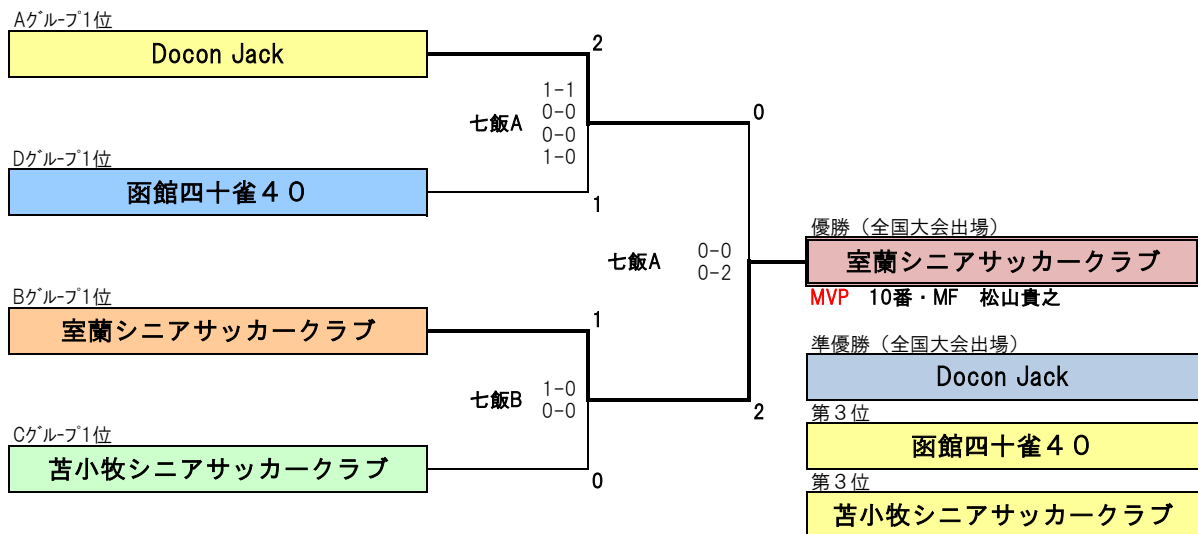 Aグループ1位
Docon Jack
2
1-1
0-0
0-0
1-0
七飯A
0
Dグループ1位
函館四十雀４０
1
優勝（全国大会出場）
室蘭シニアサッカークラブ
MVP 10番・MF 松山貴之
七飯A
0-0
0-2
Bグループ1位
室蘭シニアサッカークラブ
1
準優勝（全国大会出場）
Docon Jack
七飯B
1-0
0-0
2
第３位
函館四十雀４０
Cグループ1位
苫小牧シニアサッカークラブ
0
第３位
苫小牧シニアサッカークラブ